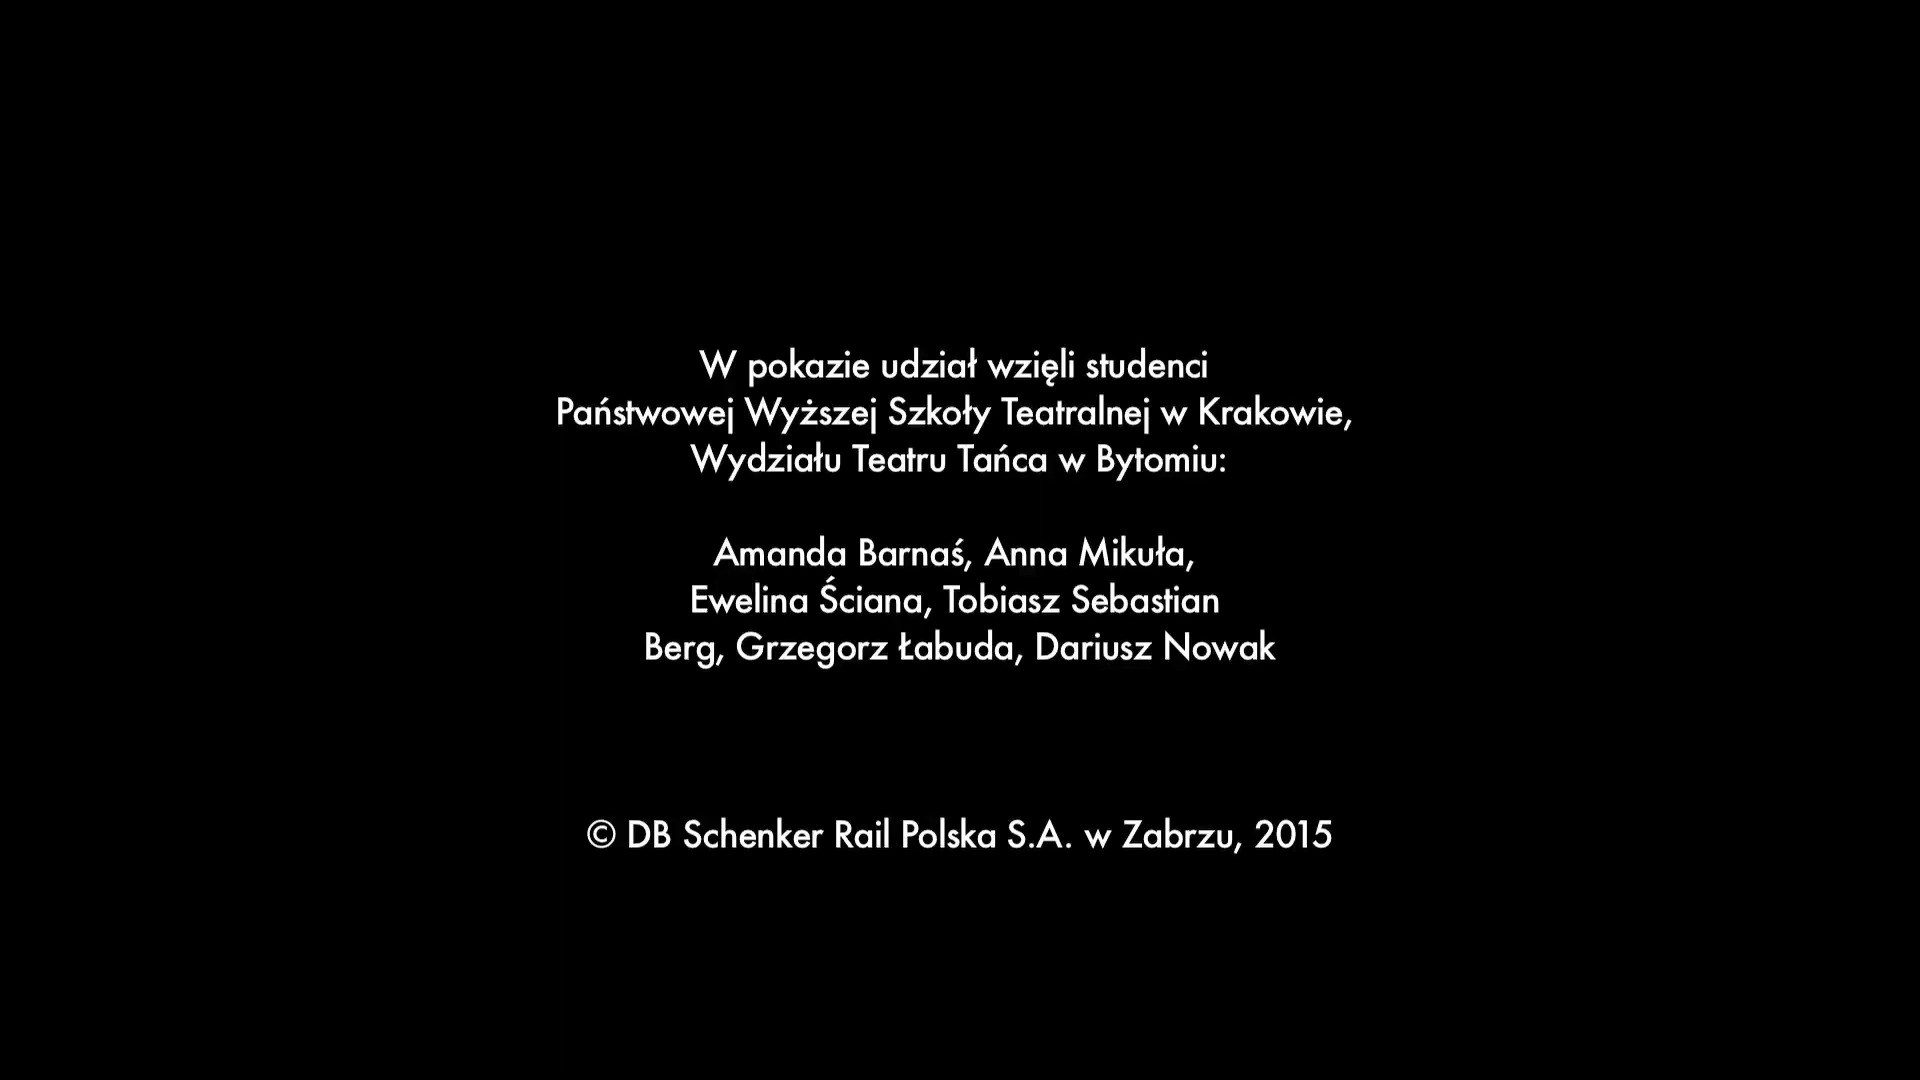 W pokazie udział wzięli studenci
Państwowej Wyższej Szkoły Teatralnej w Krakowie,
Wydziału Teatru Tańca w Bytomiu:
Amanda Barnaś, Anna Mikuła,
Ewelina Ściana, Tobiasz Sebastian
Berg, Grzegorz Łabuda, Dariusz Nowak
© DB Schenker Rail Polska S.A. w Zabrzu, 2015